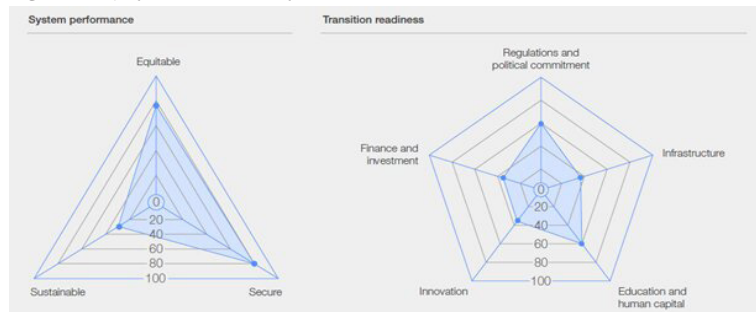 System performance
Transition readiness
Equitable
0
20
40
60
80
100
Sustainable
Secure
Regulations and
political commitment
Finance and
investment
Infrastructure
0
20
40
60
80
100
Innovation
Education and
human capital